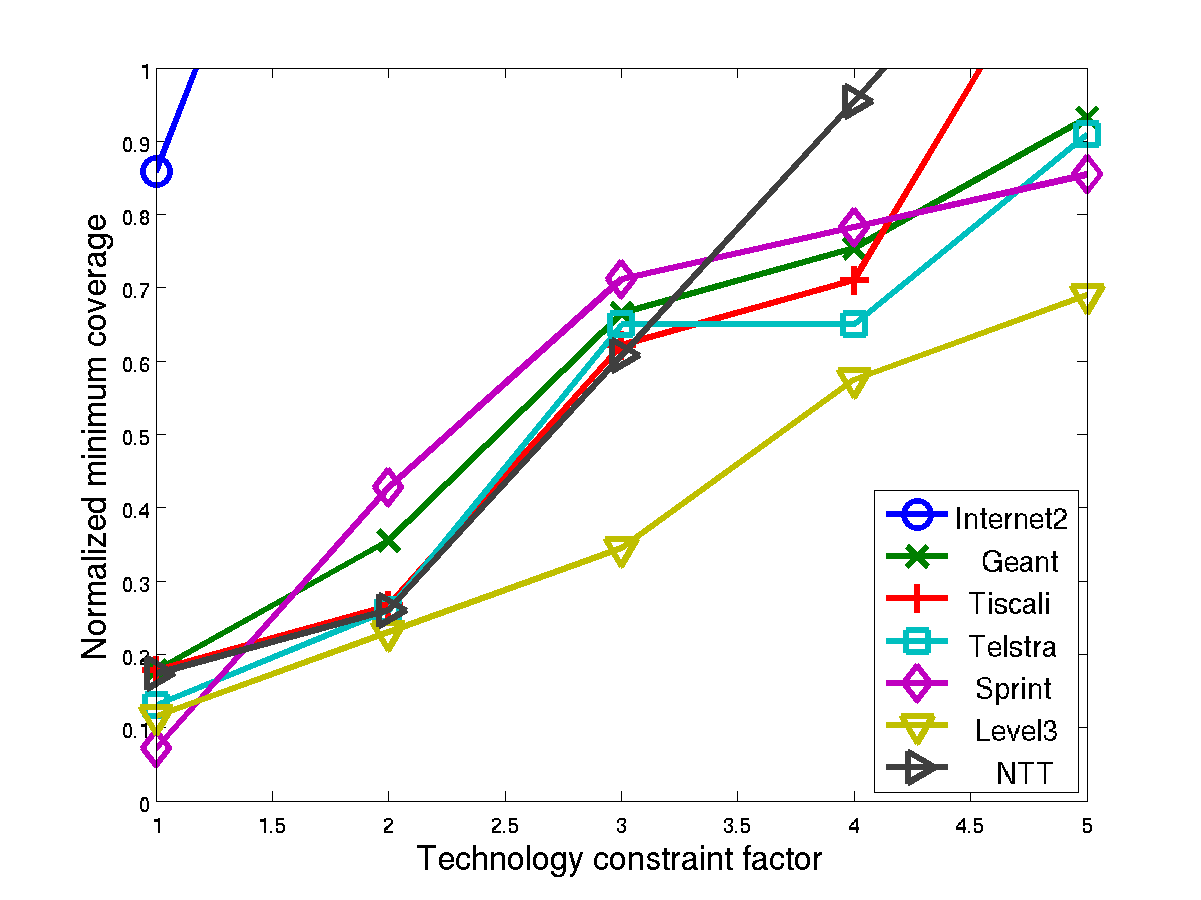 1
0.9
0.8
0.7
0.6
0.5
0.4
0.3
0.2
0.1
0
Normalized minimum coverage
1 1.5 2 2.5 3 3.5 4 4.5 5
Technology constraint factor
Internet2
Geant
Tiscali
Telstra
Sprint
Level3
NTT